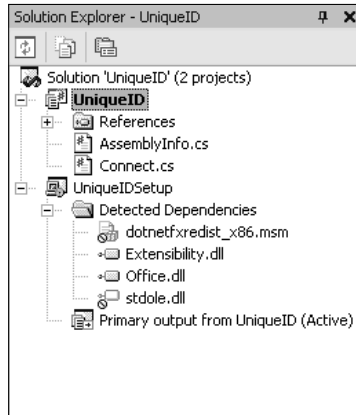 Solution Explorer - UniqueID
Solution 'UniqueID' (2 projects)
UniqueID
References
AssemblyInfo.cs
Connect.cs
UniqueIDSetup
Detected Dependencies
dotnetfxredist_x86.msm
Extensibility.dll
Office.dll
stdole.dll
Primary output from UniqueID (Active)